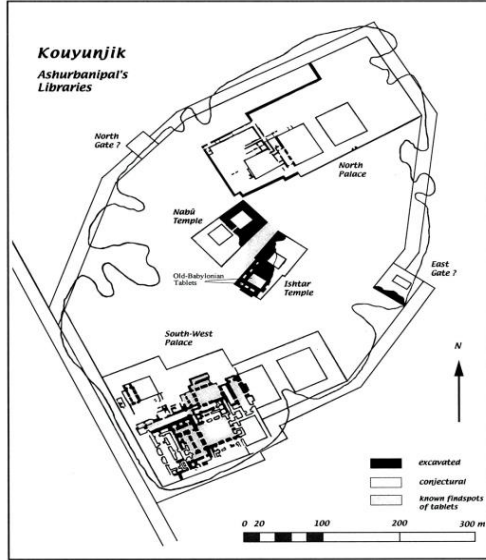 Kouyunjik
Ashurbanipal's
Libraries
North
Gate ?
North
Palace
Nabû
Temple
East
Gate ?
Old-Babylonian
Tablets
Ishtar
Temple
South-West
Palace
N
excavated
conjectural
known findspots
of tablets
0 20 100 200 300 m